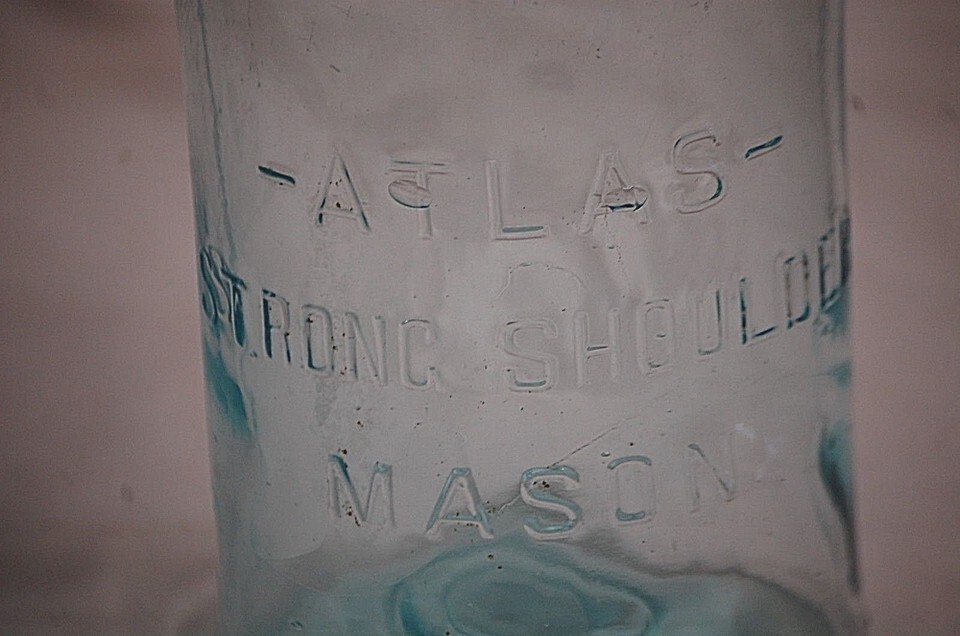 -ATLAS-
STRONG SHOULDER
MASON